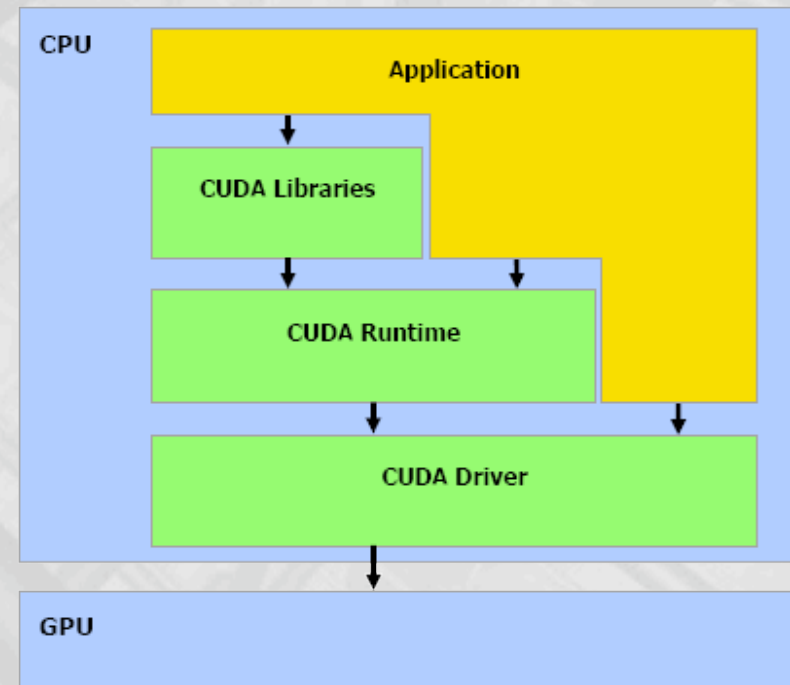 CPU
Application
CUDA Libraries
CUDA Runtime
CUDA Driver
GPU